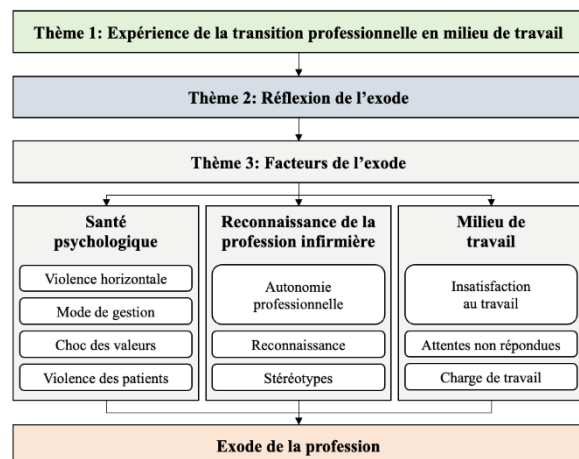 Thème 1: Expérience de la transition professionnelle en milieu de travail
Thème 2: Réflexion de l'exode
Thème 3: Facteurs de l'exode
Santé
psychologique
Violence horizontale
Mode de gestion
Choc des valeurs
Violence des patients
Reconnaissance de la
profession infirmière
Autonomie
professionnelle
Reconnaissance
Stéréotypes
Milieu de
travail
Insatisfaction
au travail
Attentes non répondues
Charge de travail
Exode de la profession